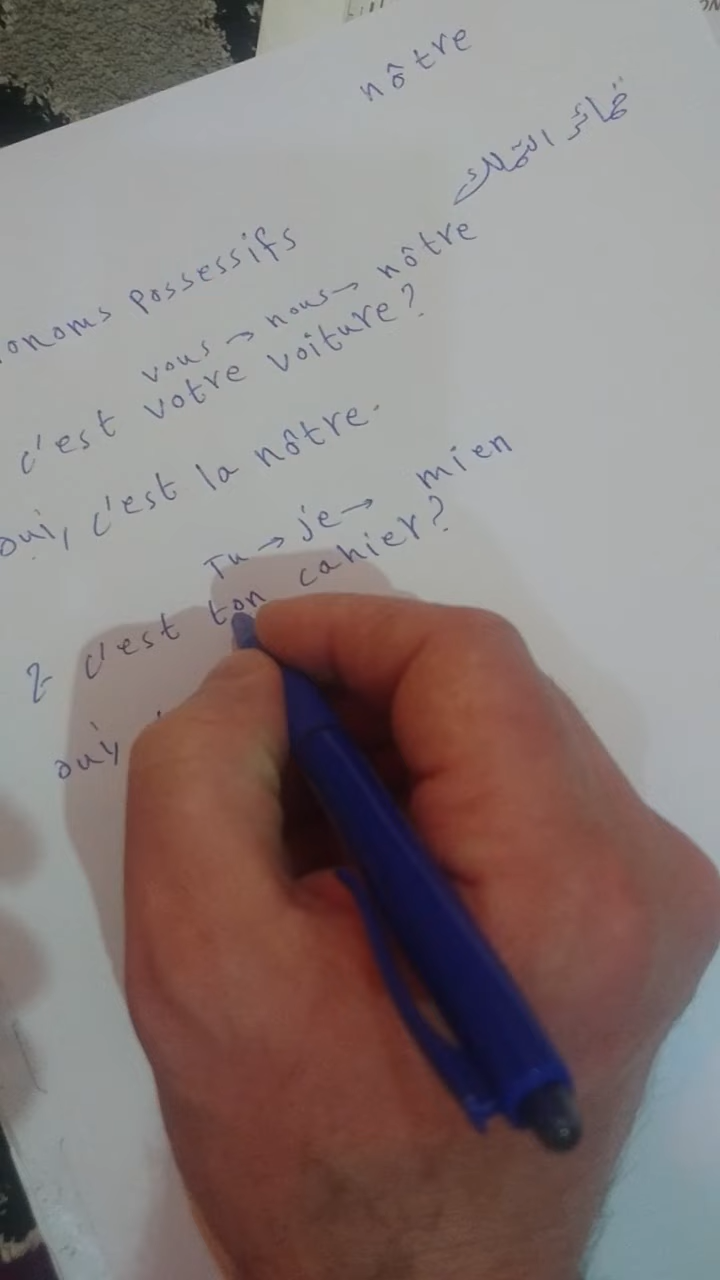 nôtre
ضمائر التملك
onoms possessifs
vous → nous → nôtre
c'est votre voiture?
oui, c'est la nôtre.
Tu → je → mien
2- c'est ton cahier?
oui,